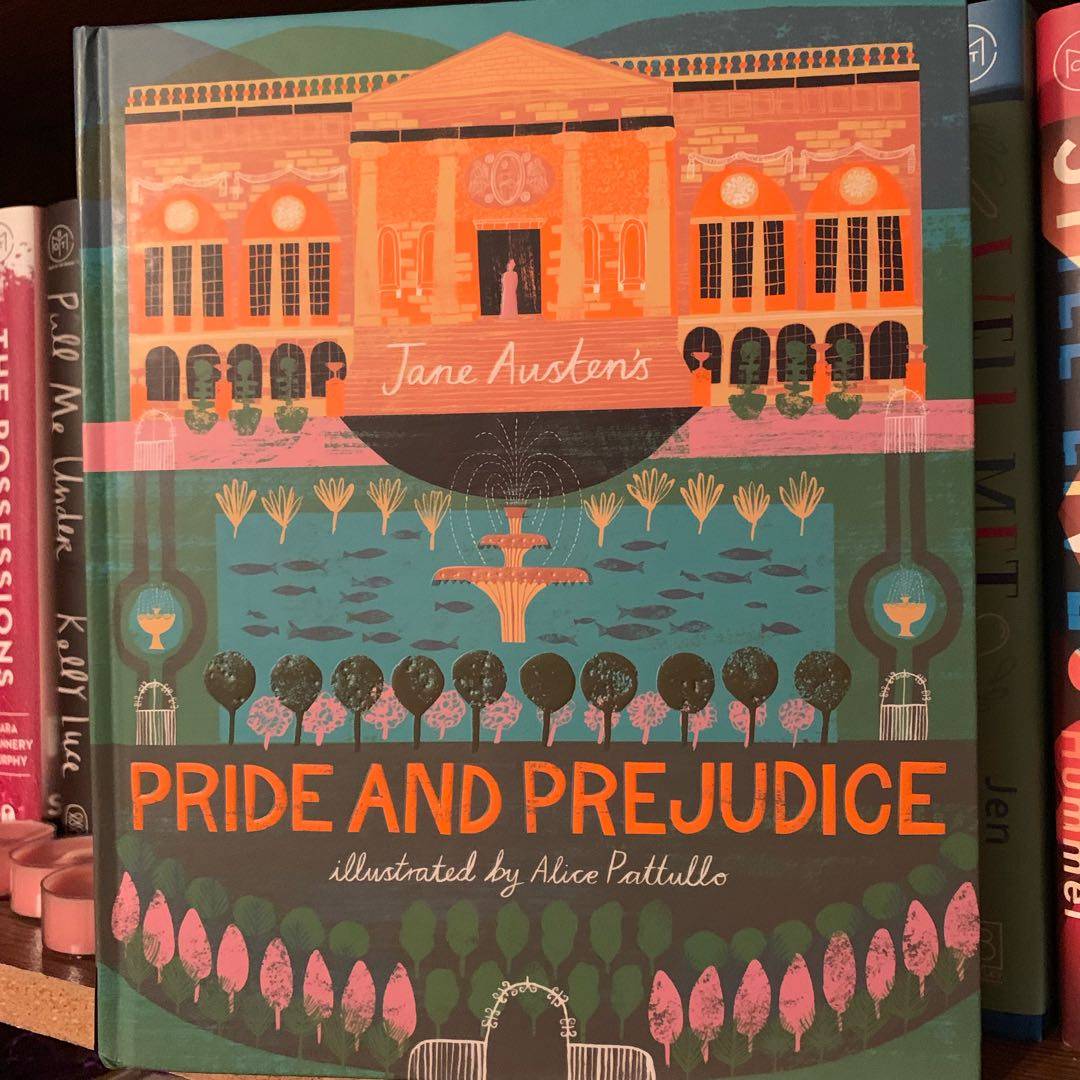 Jane Austen's
PRIDE AND PREJUDICE
illustrated by Alice Pattullo
THE POSSESSIONS
Pull Me Under Kelly Luce
Jen